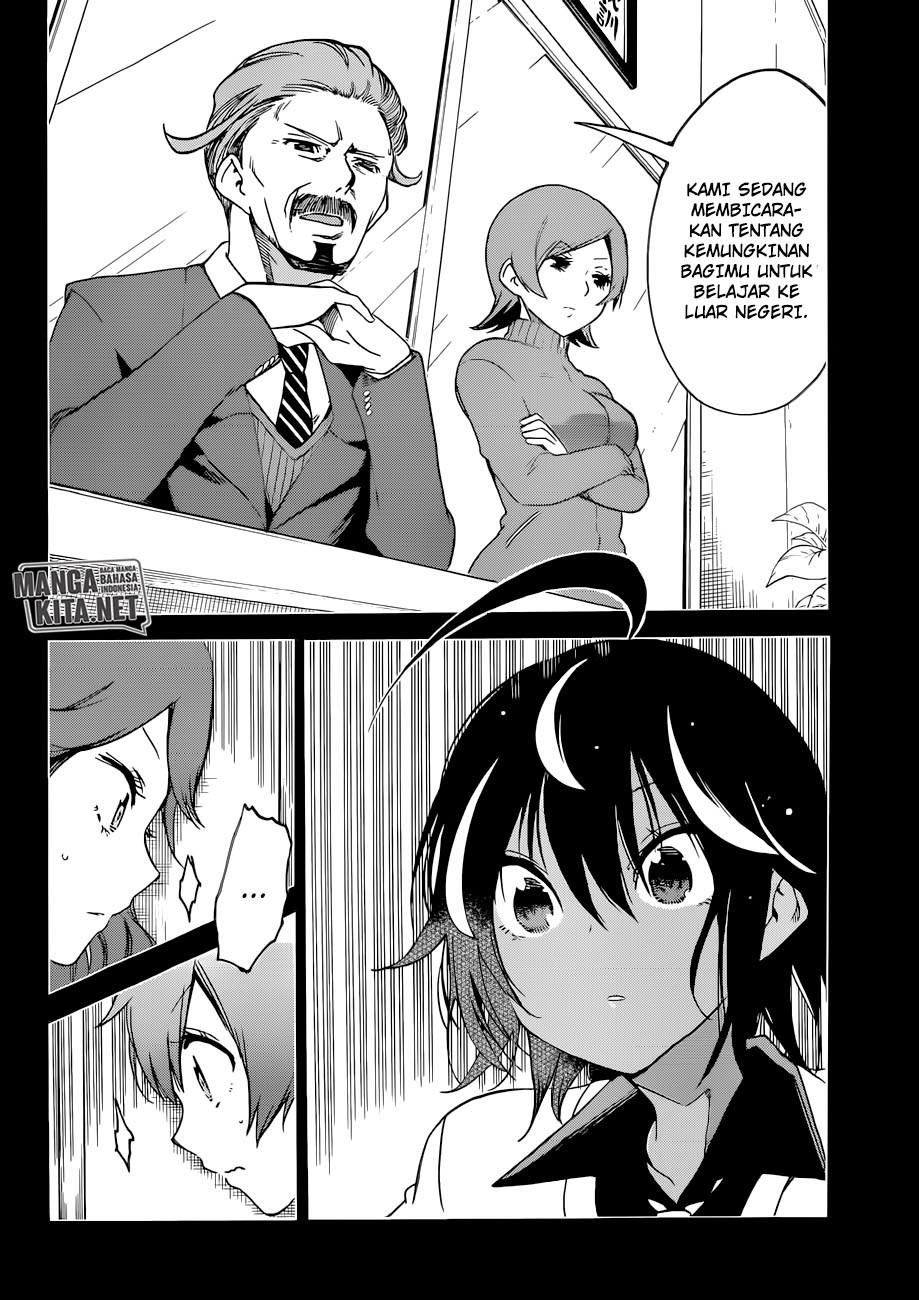 KAMI SEDANG
MEMBICARA-
KAN TENTANG
KEMUNGKINAN
BAGIMU UNTUK
BELAJAR KE
LUAR NEGERI.
MANGA BACA MANGA
BAHASA
INDONESIA
KITA.NET
...